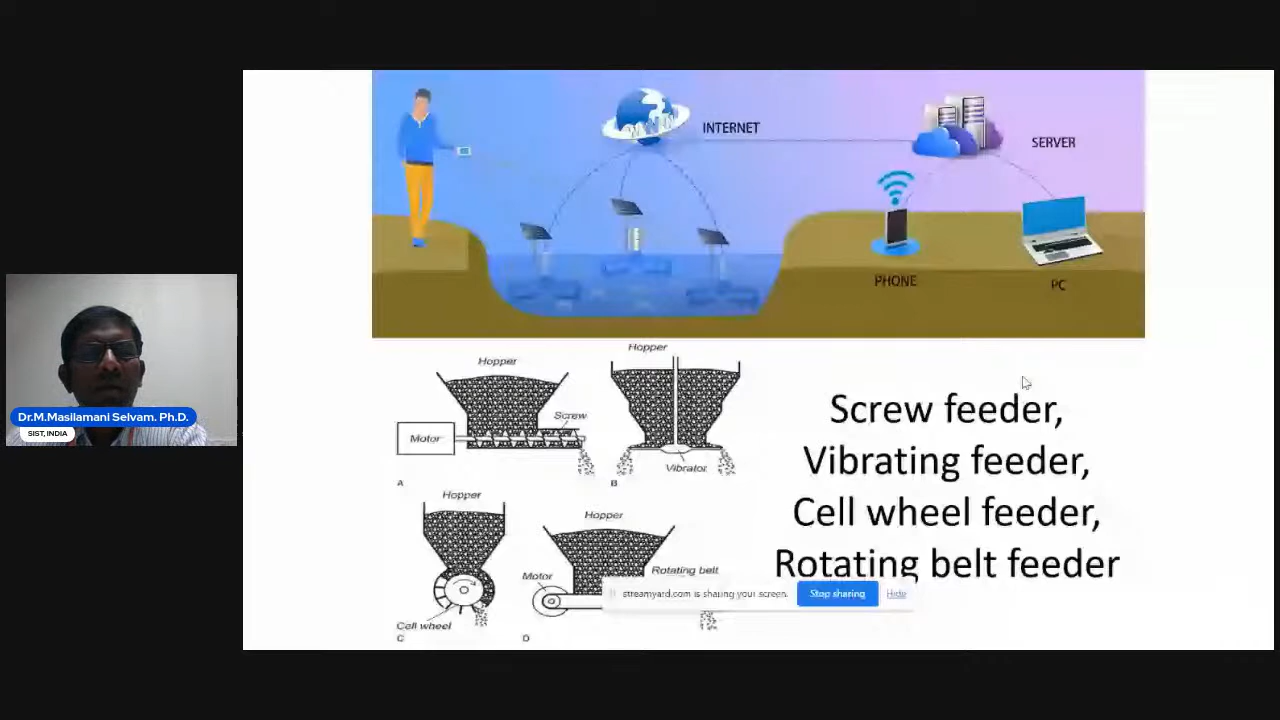 WWW
INTERNET
SERVER
PHONE
PC
Dr.M.Masilamani Selvam. Ph.D.
SIST, INDIA
Hopper
Screw
Motor
A
Hopper
Vibrator
B
Hopper
Cell wheel
C
Hopper
Motor
Rotating belt
D
Screw feeder,
Vibrating feeder,
Cell wheel feeder,
Rotating belt feeder
streamyard.com is sharing your screen.
Stop sharing
Hide